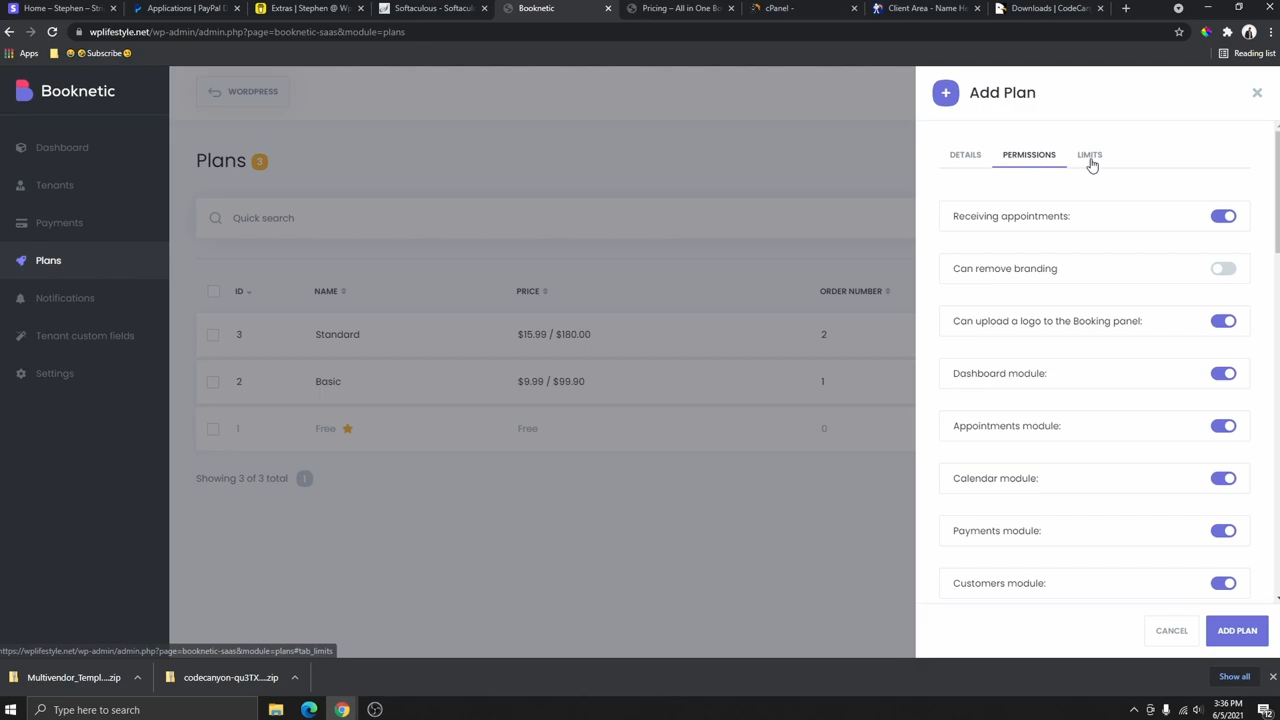 Home – Stephen – Str
Applications | PayPal D
Extras | Stephen @ Wp
Softaculous - Softacul
Booknetic
Pricing – All in One Bo
cPanel -
Client Area - Name He
Downloads | CodeCan
wplifestyle.net/wp-admin/admin.php?page=booknetic-saas&module=plans
Apps
Subscribe
Reading list
Booknetic
WORDPRESS
Add Plan
Dashboard
Tenants
Payments
Plans
Notifications
Tenant custom fields
Settings
Plans 3
Quick search
ID NAME PRICE ORDER NUMBER
3 Standard $15.99 / $180.00 2
2 Basic $9.99 / $99.90 1
1 Free Free 0
Showing 3 of 3 total 1
DETAILS PERMISSIONS LIMITS
Receiving appointments:
Can remove branding
Can upload a logo to the Booking panel:
Dashboard module:
Appointments module:
Calendar module:
Payments module:
Customers module:
CANCEL ADD PLAN
https://wplifestyle.net/wp-admin/admin.php?page=booknetic-saas&module=plans#tab_limits
Multivendor_Templ....zip
codecanyon-qu3TX....zip
Show all
Type here to search
3:36 PM
6/5/2021